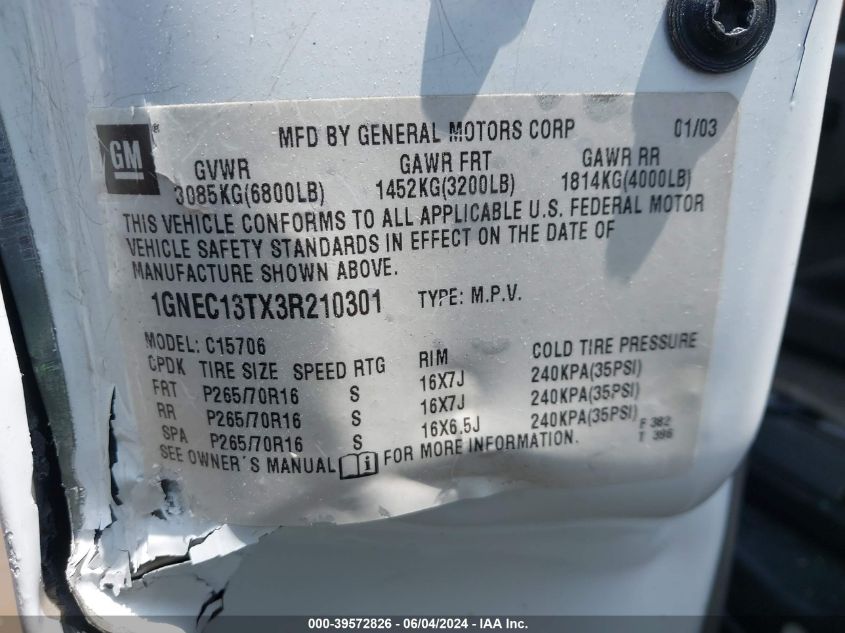 GM ®
MFD BY GENERAL MOTORS CORP 01/03
GVWR GAWR FRT GAWR RR
3085KG(6800LB) 1452KG(3200LB) 1814KG(4000LB)
THIS VEHICLE CONFORMS TO ALL APPLICABLE U.S. FEDERAL MOTOR
VEHICLE SAFETY STANDARDS IN EFFECT ON THE DATE OF
MANUFACTURE SHOWN ABOVE.
1GNEC13TX3R210301 TYPE: M.P.V.
MODEL: C15706
CPDK TIRE SIZE SPEED RTG RIM COLD TIRE PRESSURE
FRT P265/70R16 S 16X7J 240KPA(35PSI)
RR P265/70R16 S 16X7J 240KPA(35PSI)
SPA P265/70R16 S 16X6.5J 240KPA(35PSI)
SEE OWNER'S MANUAL i FOR MORE INFORMATION.
F 382
T 396
000-39572826 - 06/04/2024 - IAA Inc.